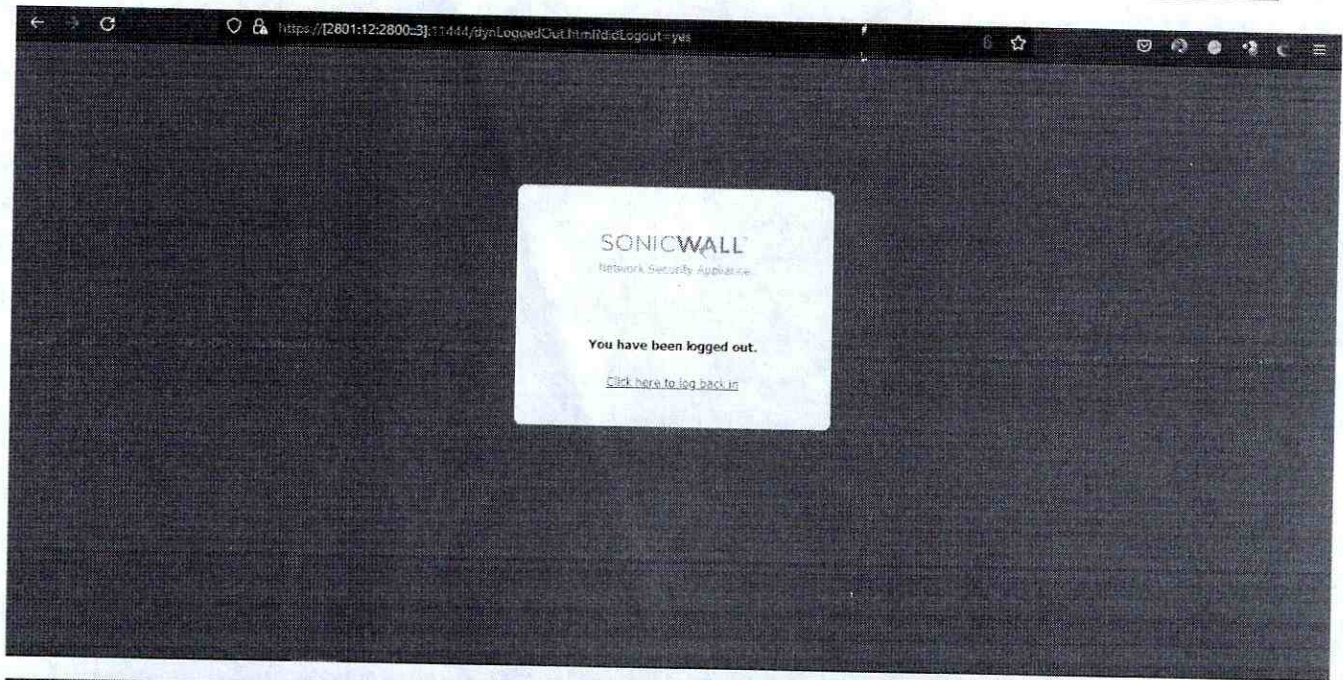 https://[2801:12:2800::3]:11444/dynLoggedOut.html?didLogout=yes
SONICWALL
Network Security Appliance
You have been logged out.
Click here to log back in